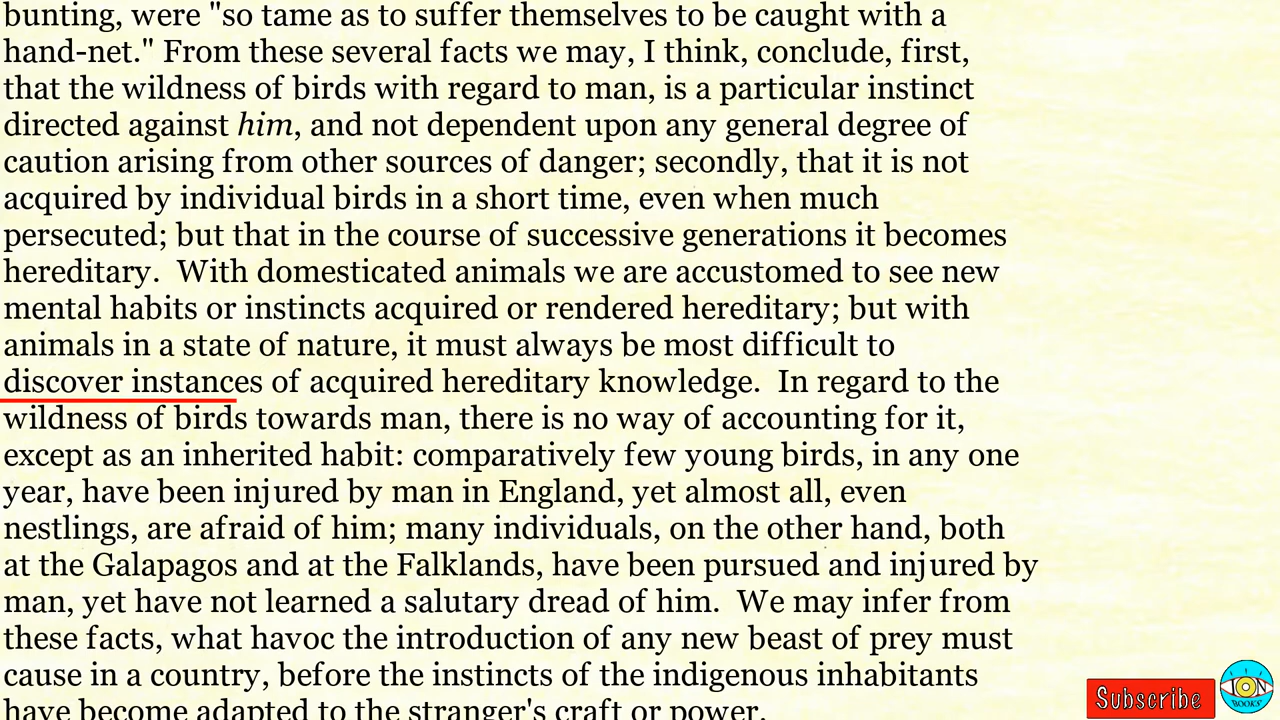 bunting, were "so tame as to suffer themselves to be caught with a
hand-net." From these several facts we may, I think, conclude, first,
that the wildness of birds with regard to man, is a particular instinct
directed against him, and not dependent upon any general degree of
caution arising from other sources of danger; secondly, that it is not
acquired by individual birds in a short time, even when much
persecuted; but that in the course of successive generations it becomes
hereditary.  With domesticated animals we are accustomed to see new
mental habits or instincts acquired or rendered hereditary; but with
animals in a state of nature, it must always be most difficult to
discover instances of acquired hereditary knowledge.  In regard to the
wildness of birds towards man, there is no way of accounting for it,
except as an inherited habit: comparatively few young birds, in any one
year, have been injured by man in England, yet almost all, even
nestlings, are afraid of him; many individuals, on the other hand, both
at the Galapagos and at the Falklands, have been pursued and injured by
man, yet have not learned a salutary dread of him.  We may infer from
these facts, what havoc the introduction of any new beast of prey must
cause in a country, before the instincts of the indigenous inhabitants
have become adapted to the stranger's craft or power.
Subscribe
ION
BOOKS